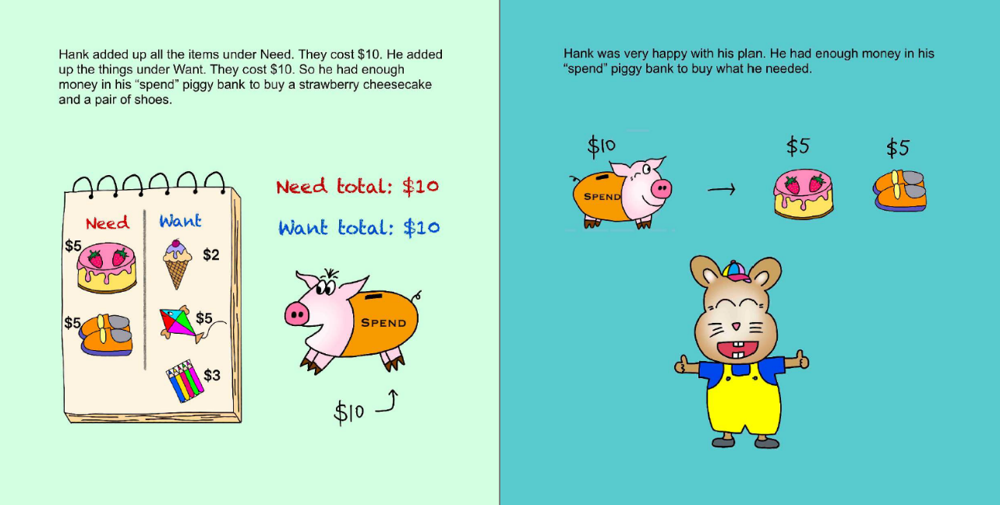 Hank added up all the items under Need. They cost $10. He added
up the things under Want. They cost $10. So he had enough
money in his “spend” piggy bank to buy a strawberry cheesecake
and a pair of shoes.
Need total: $10
Want total: $10
Need Want
$5
$2
$5
$5
$3
SPEND
$10
Hank was very happy with his plan. He had enough money in his
“spend” piggy bank to buy what he needed.
$10
$5
$5
SPEND